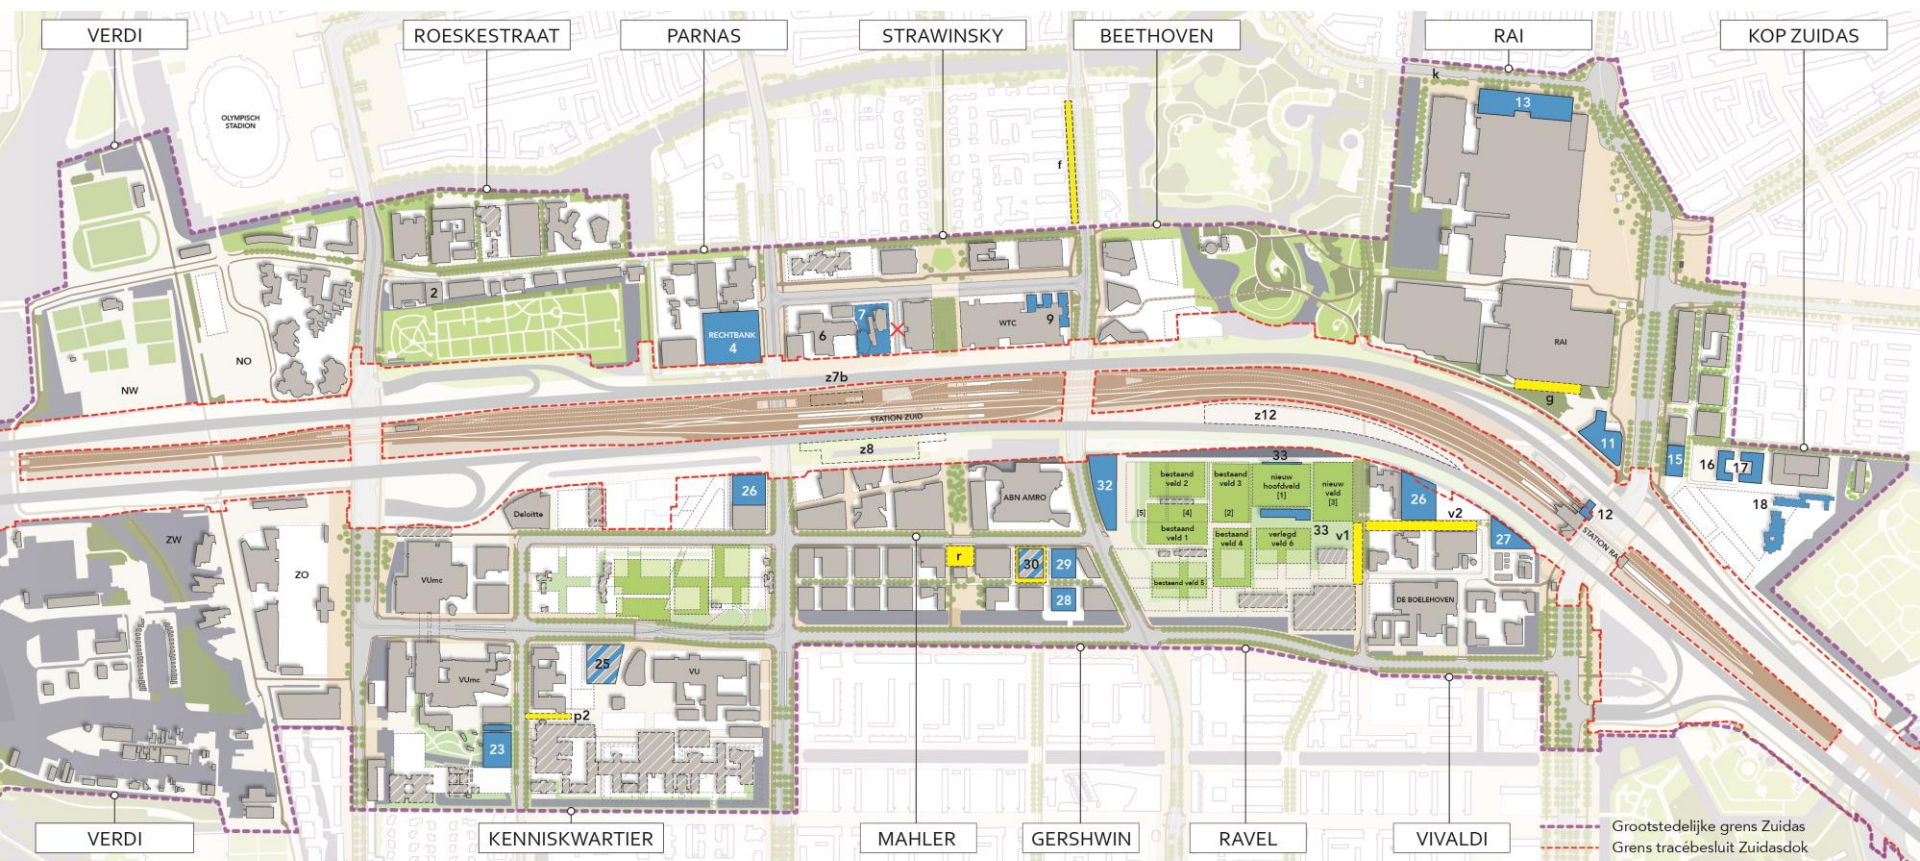 VERDI
ROESKESTRAAT
PARNAS
STRAWINSKY
BEETHOVEN
RAI
KOP ZUIDAS
k
13
OLYMPISCH
STADION
f
2
NO
NW
RECHTBANK
4
6
7
WTC
9
RAI
z7b
g
STATION ZUID
z12
z8
11
15
16
17
18
12
STATION RAI
ZW
ZO
Deloitte
26
ABN AMRO
32
33
bestaand
veld 2
bestaand
veld 3
nieuw
hoofdveld
[1]
nieuw
veld
[3]
[5]
[4]
[2]
bestaand
veld 1
bestaand
veld 4
verlegd
veld 6
bestaand veld 5
33
v1
26
v2
27
VUmc
r
30
29
28
DE BOELEHOVEN
VUmc
25
VU
p2
23
VERDI
KENNISKWARTIER
MAHLER
GERSHWIN
RAVEL
VIVALDI
Grootstedelijke grens Zuidas
Grens tracébesluit Zuidasdok